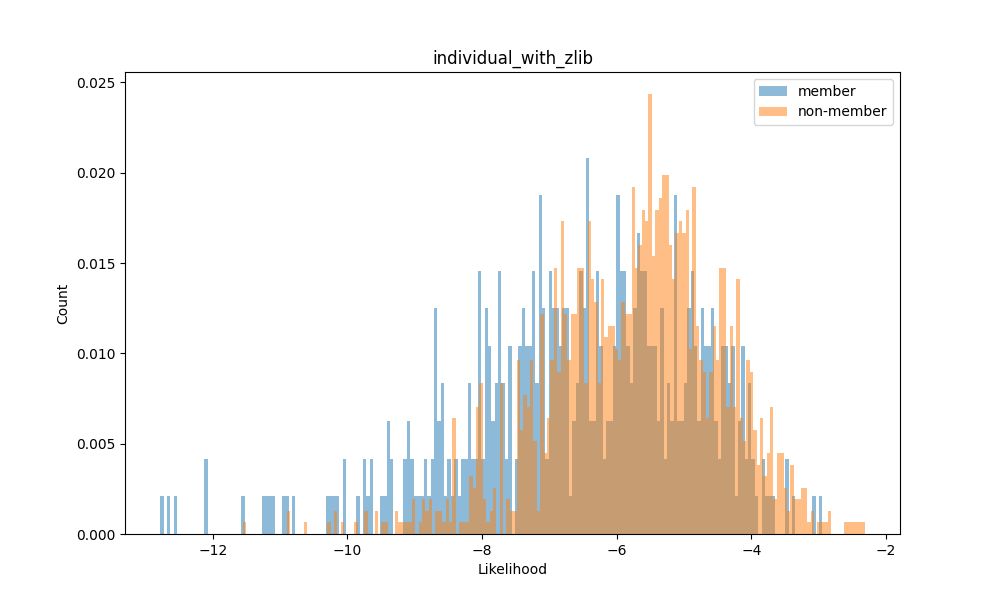 individual_with_zlib
member
non-member
0.025
0.020
0.015
0.010
0.005
0.000
Count
−12
−10
−8
−6
−4
−2
Likelihood